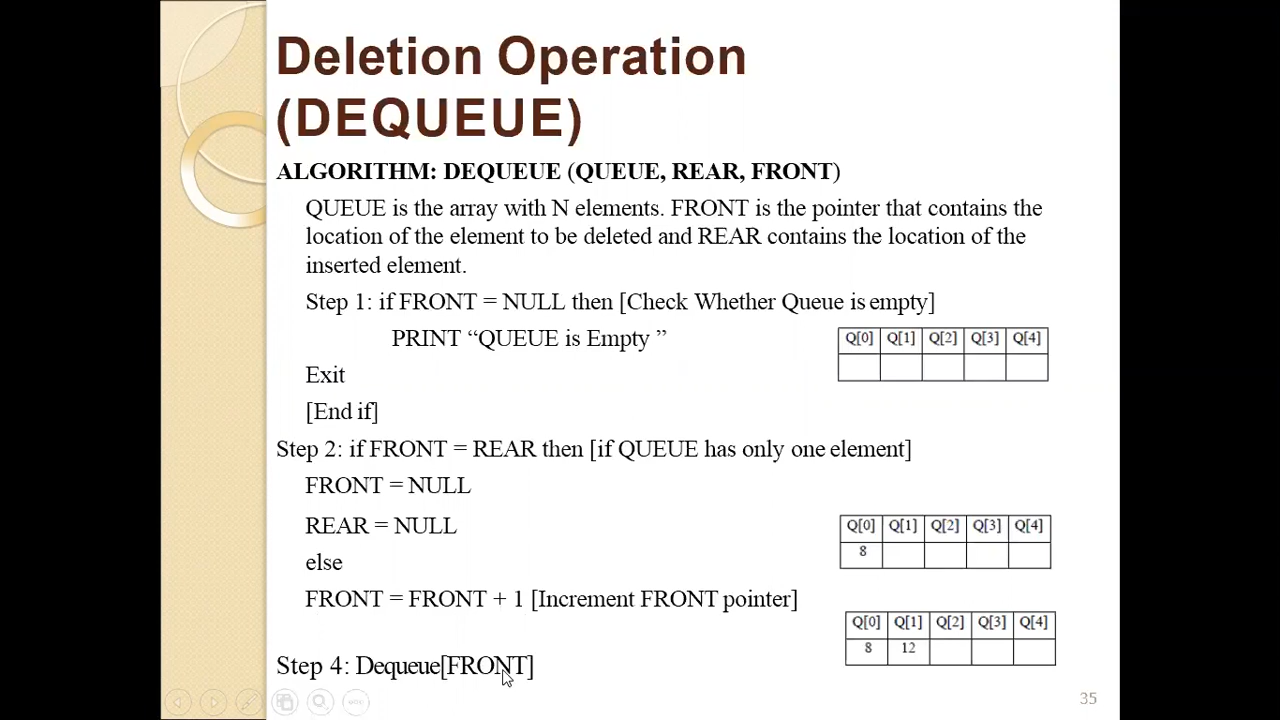 Deletion Operation
(DEQUEUE)
ALGORITHM: DEQUEUE (QUEUE, REAR, FRONT)
QUEUE is the array with N elements. FRONT is the pointer that contains the
location of the element to be deleted and REAR contains the location of the
inserted element.
Step 1: if FRONT = NULL then [Check Whether Queue is empty]
PRINT “QUEUE is Empty ”
Q[0] Q[1] Q[2] Q[3] Q[4]
Exit
[End if]
Step 2: if FRONT = REAR then [if QUEUE has only one element]
FRONT = NULL
REAR = NULL
Q[0] Q[1] Q[2] Q[3] Q[4]
8
else
FRONT = FRONT + 1 [Increment FRONT pointer]
Q[0] Q[1] Q[2] Q[3] Q[4]
8 12
Step 4: Dequeue[FRONT]
35